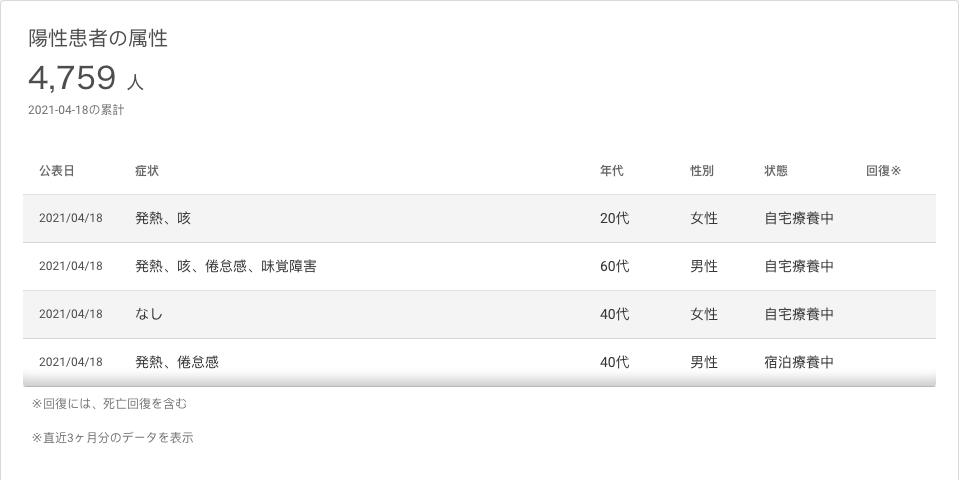 陽性患者の属性
4,759 人
2021-04-18の累計
公表日 症状 年代 性別 状態 回復※
2021/04/18 発熱、咳 20代 女性 自宅療養中
2021/04/18 発熱、咳、倦怠感、味覚障害 60代 男性 自宅療養中
2021/04/18 なし 40代 女性 自宅療養中
2021/04/18 発熱、倦怠感 40代 男性 宿泊療養中
※回復には、死亡回復を含む
※直近3ヶ月分のデータを表示